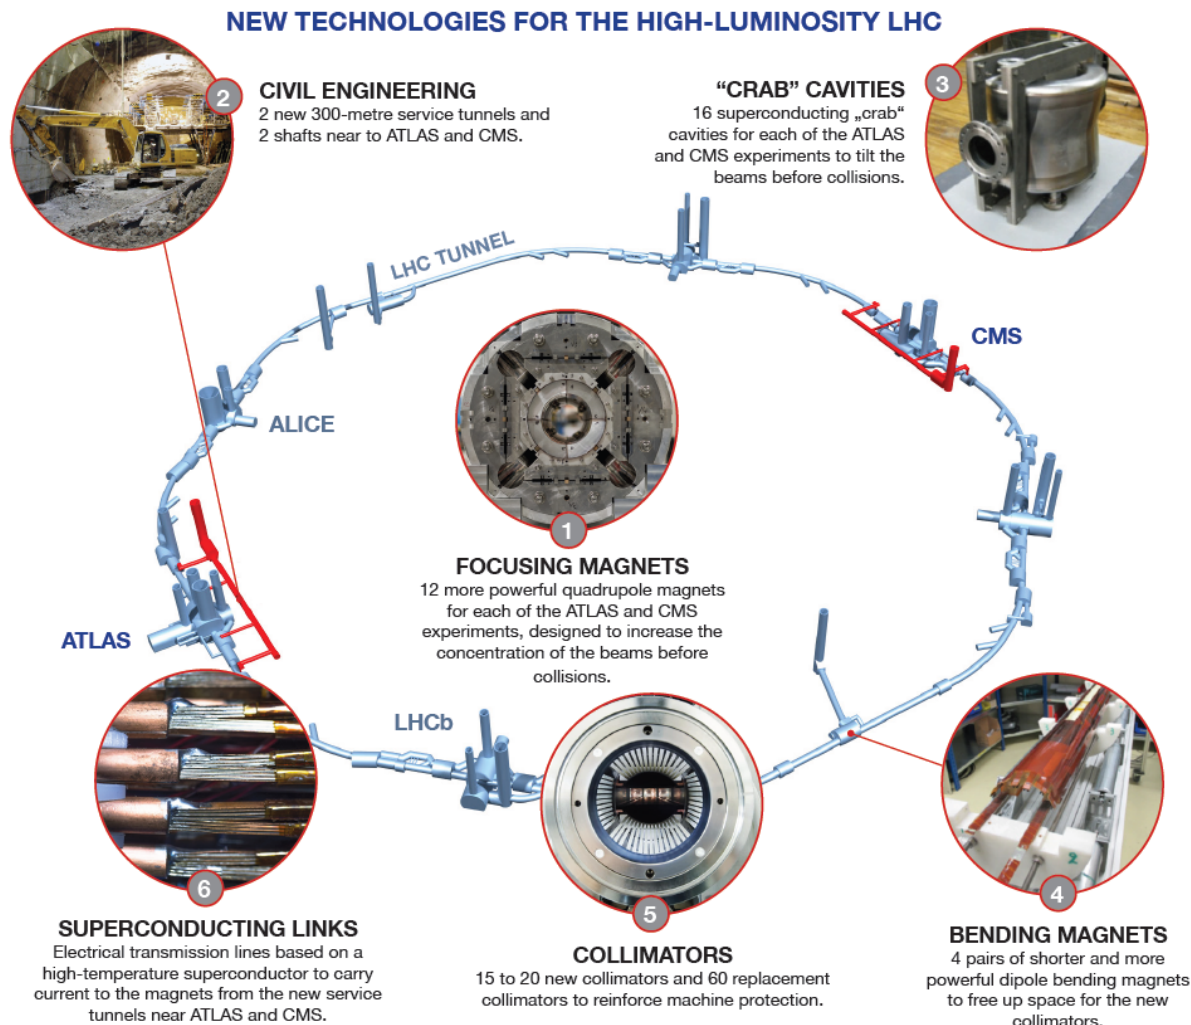 NEW TECHNOLOGIES FOR THE HIGH-LUMINOSITY LHC
2
CIVIL ENGINEERING
2 new 300-metre service tunnels and
2 shafts near to ATLAS and CMS.
“CRAB” CAVITIES
16 superconducting „crab“
cavities for each of the ATLAS
and CMS experiments to tilt the
beams before collisions.
3
LHC TUNNEL
CMS
ALICE
1
FOCUSING MAGNETS
12 more powerful quadrupole magnets
for each of the ATLAS and CMS
experiments, designed to increase the
concentration of the beams before
collisions.
ATLAS
LHCb
6
SUPERCONDUCTING LINKS
Electrical transmission lines based on a
high-temperature superconductor to carry
current to the magnets from the new service
tunnels near ATLAS and CMS.
5
COLLIMATORS
15 to 20 new collimators and 60 replacement
collimators to reinforce machine protection.
2
4
BENDING MAGNETS
4 pairs of shorter and more
powerful dipole bending magnets
to free up space for the new
collimators.